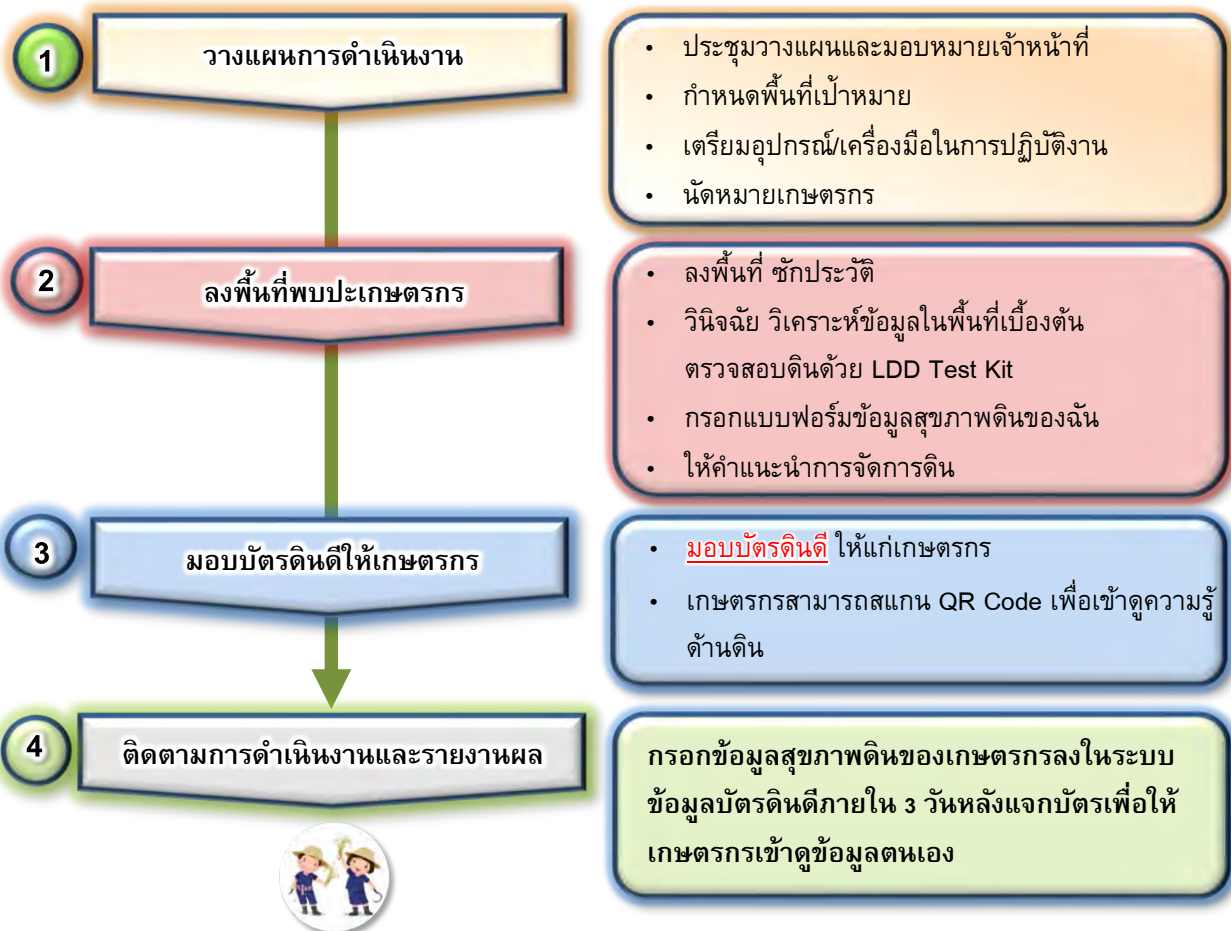 1
วางแผนการดำเนินงาน
• ประชุมวางแผนและมอบหมายเจ้าหน้าที่
• กำหนดพื้นที่เป้าหมาย
• เตรียมอุปกรณ์/เครื่องมือในการปฏิบัติงาน
• นัดหมายเกษตรกร
2
ลงพื้นที่พบปะเกษตรกร
• ลงพื้นที่ ซักประวัติ
• วินิจฉัย วิเคราะห์ข้อมูลในพื้นที่เบื้องต้น
ตรวจสอบดินด้วย LDD Test Kit
• กรอกแบบฟอร์มข้อมูลสุขภาพดินของฉัน
• ให้คำแนะนำการจัดการดิน
3
มอบบัตรดินดีให้เกษตรกร
• มอบบัตรดินดี ให้แก่เกษตรกร
• เกษตรกรสามารถสแกน QR Code เพื่อเข้าดูความรู้
ด้านดิน
4
ติดตามการดำเนินงานและรายงานผล
กรอกข้อมูลสุขภาพดินของเกษตรกรลงในระบบ
ข้อมูลบัตรดินดีภายใน 3 วันหลังแจกบัตรเพื่อให้
เกษตรกรเข้าดูข้อมูลตนเอง